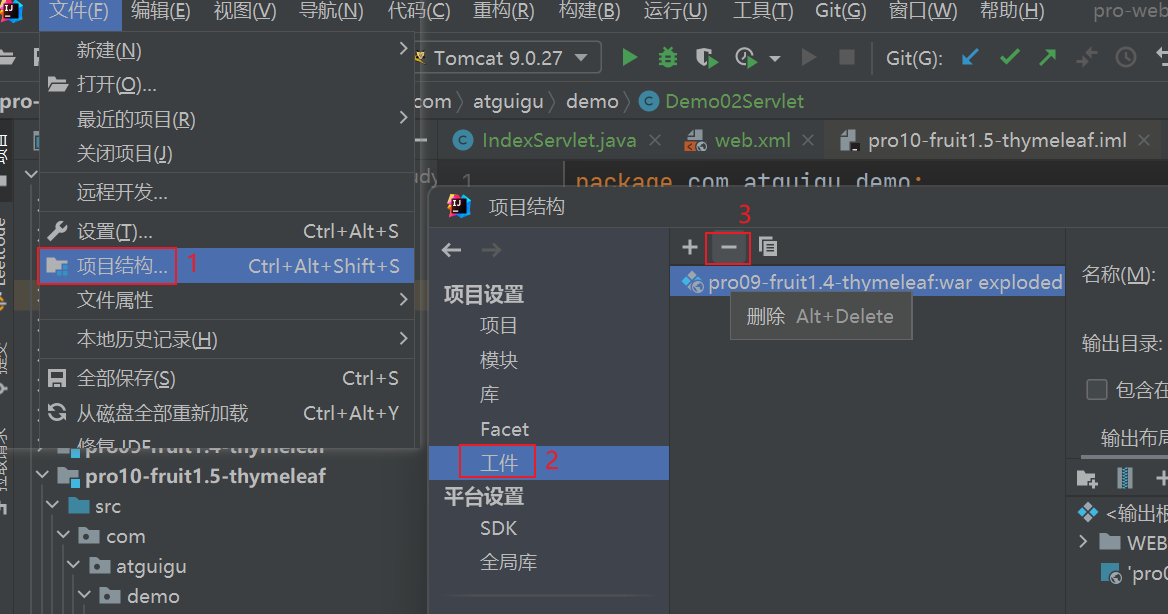 文件(F) 编辑(E) 视图(V) 导航(N) 代码(C) 重构(R) 构建(B) 运行(U) 工具(T) Git(G) 窗口(W) 帮助(H) pro-web
新建(N)
打开(O)...
最近的项目(R)
关闭项目(J)
远程开发...
设置(T)... Ctrl+Alt+S
项目结构... Ctrl+Alt+Shift+S
1
文件属性
本地历史记录(H)
全部保存(S) Ctrl+S
从磁盘全部重新加载 Ctrl+Alt+Y
修复 IDE
Tomcat 9.0.27 Git(G):
com atguigu demo Demo02Servlet
IndexServlet.java web.xml pro10-fruit1.5-thymeleaf.iml
1 package com.atguigu.demo;
项目结构
3
项目设置
项目
模块
库
Facet
工件
2
平台设置
SDK
全局库
pro09-fruit1.4-thymeleaf:war exploded
删除 Alt+Delete
名称(M):
输出目录:
包含在
输出布局
<输出根
WEB
'pro0
pro-
pro10-fruit1.5-thymeleaf
src
com
atguigu
demo